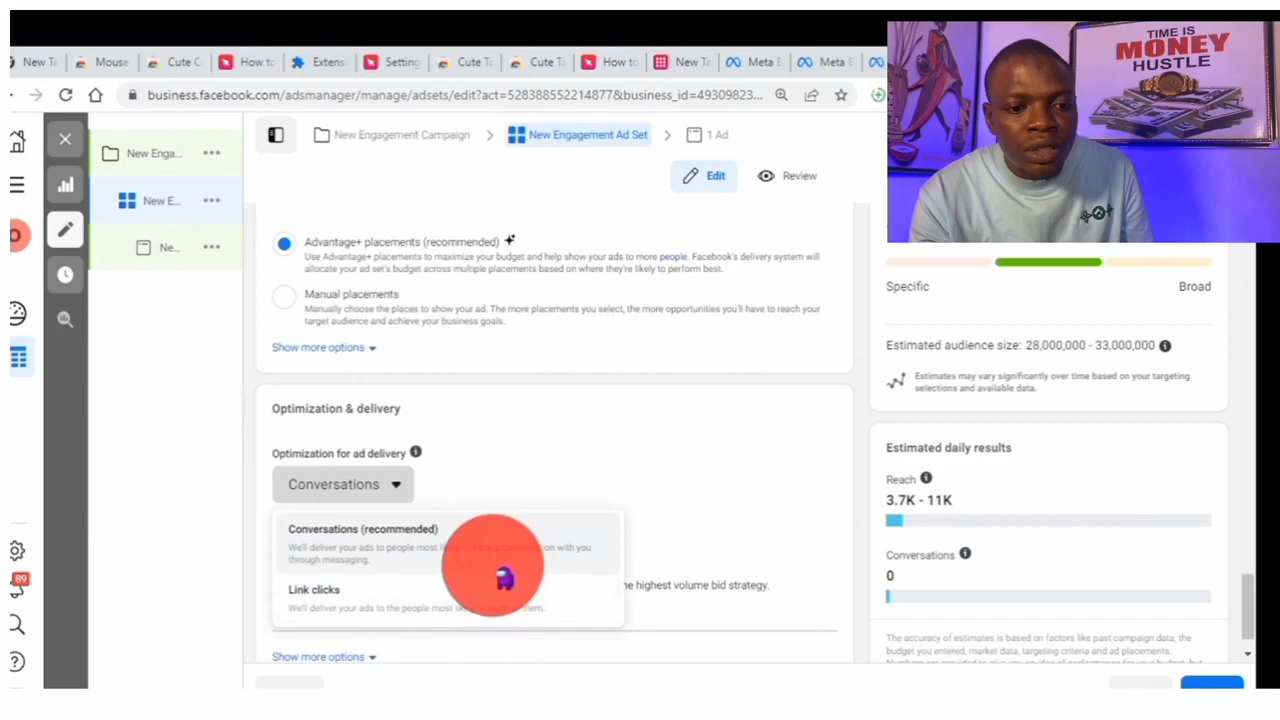 New Ta
Mouse
Cute C
How to
Extens
Setting
Cute Ta
Cute Ta
How to
New Ta
Meta B
Meta B
business.facebook.com/adsmanager/manage/adsets/edit?act=528388552214877&business_id=49309823...
TIME IS
MONEY
HUSTLE
New Enga...
New E...
Ne...
New Engagement Campaign
New Engagement Ad Set
1 Ad
Edit
Review
Advantage+ placements (recommended)
Use Advantage+ placements to maximize your budget and help show your ads to more people. Facebook's delivery system will
allocate your ad set's budget across multiple placements based on where they're likely to perform best.
Manual placements
Manually choose the places to show your ad. The more placements you select, the more opportunities you'll have to reach your
target audience and achieve your business goals.
Show more options
Optimization & delivery
Optimization for ad delivery
Conversations
Conversations (recommended)
We'll deliver your ads to people most on with you
through messaging.
Link clicks
We'll deliver your ads to the people most them.
he highest volume bid strategy.
Show more options
Specific
Broad
Estimated audience size: 28,000,000 - 33,000,000
Estimates may vary significantly over time based on your targeting
selections and available data.
Estimated daily results
Reach
3.7K - 11K
Conversations
0
The accuracy of estimates is based on factors like past campaign data, the
budget you entered, market data, targeting criteria and ad placements.
89